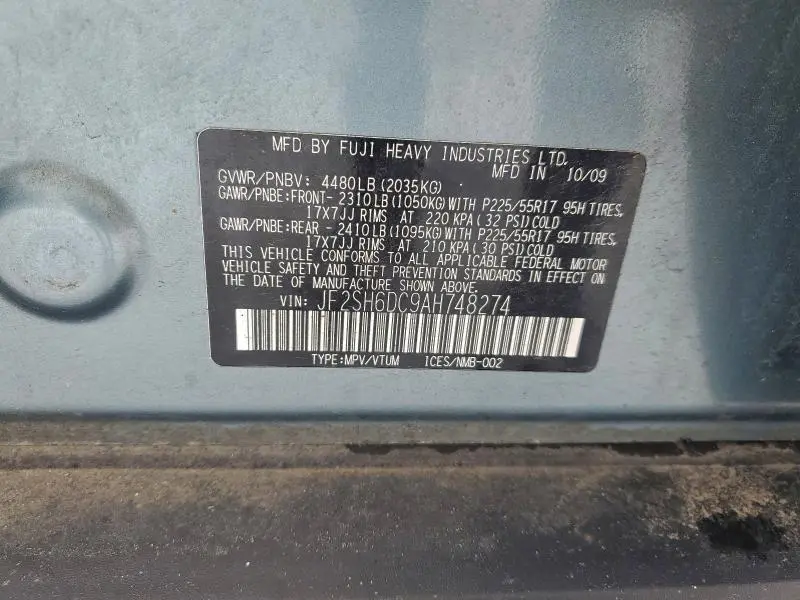 MFD BY FUJI HEAVY INDUSTRIES LTD.
MFD IN 10/09
GVWR/PNBV: 4480LB(2035KG)
GAWR/PNBE:FRONT- 2310LB(1050KG)WITH P225/55R17 95H TIRES,
17X7JJ RIMS AT 220 KPA(32 PSI)COLD
GAWR/PNBE:REAR - 2410LB(1095KG)WITH P225/55R17 95H TIRES,
17X7JJ RIMS AT 210 KPA(30 PSI)COLD
THIS VEHICLE CONFORMS TO ALL APPLICABLE FEDERAL MOTOR
VEHICLE SAFETY AND THEFT PREVENTION STANDARDS IN EFFECT ON
THE DATE OF MANUFACTURE SHOWN ABOVE.
VIN: JF2SH6DC9AH748274
TYPE:MPV/VTUM ICES/NMB-002